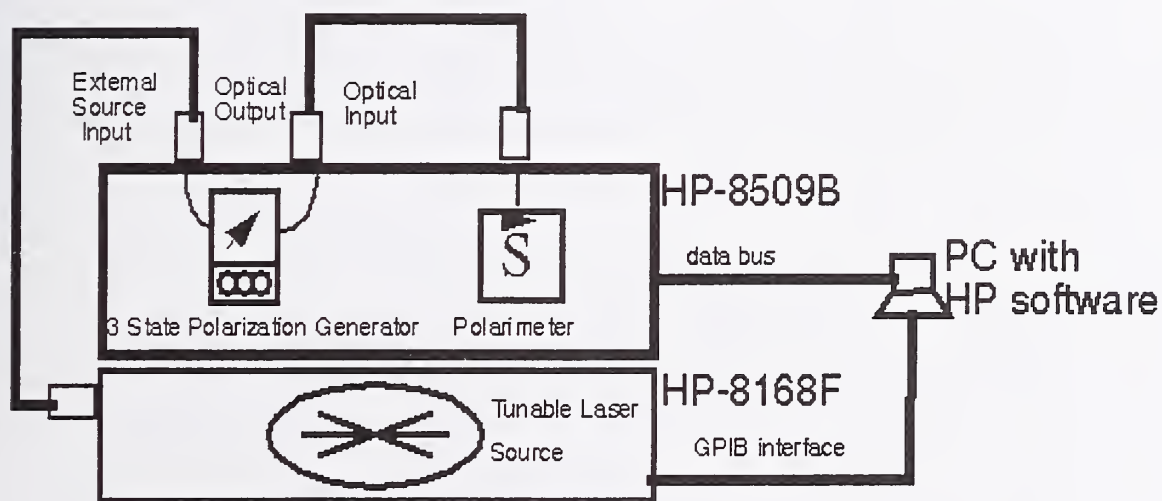 External
Source
Input
Optical
Output
Optical
Input
HP-8509B
S
3 State Polarization Generator
Polarimeter
data bus
PC with
HP software
HP-8168F
Tunable Laser
Source
GPIB interface